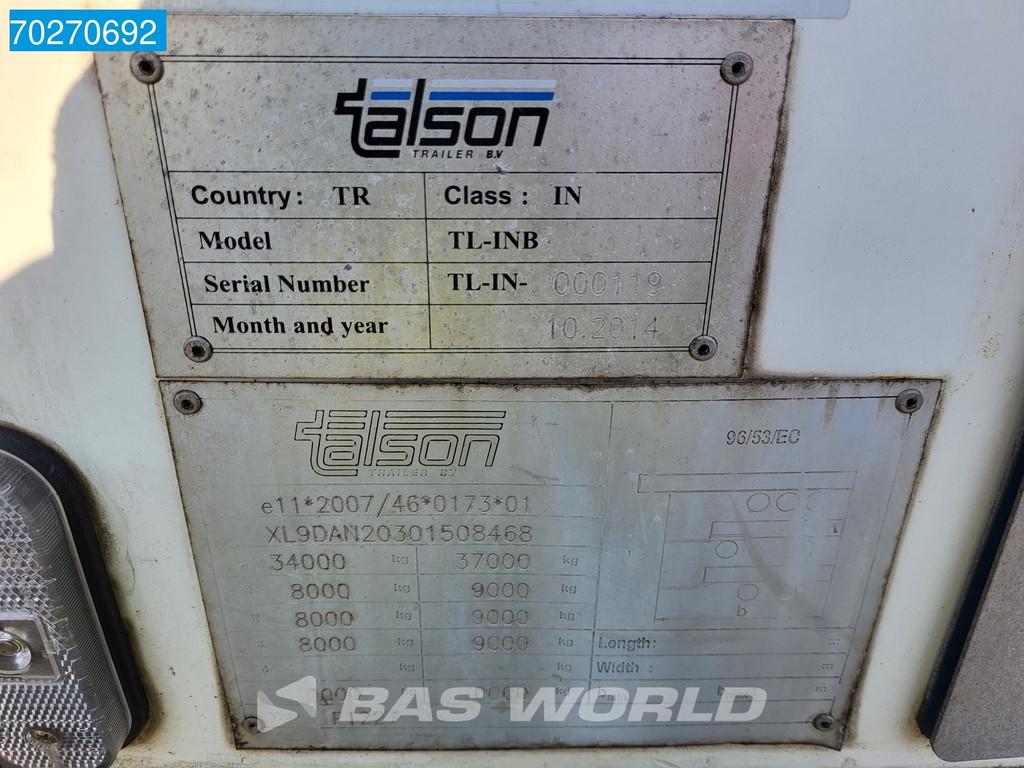 70270692
talson
TRAILER B.V
Country: TR Class: IN
Model TL-INB
Serial Number TL-IN- 000119
Month and year 10.2014
talson
TRAILER BV
96/53/EC
e11*2007/46*0173*01
XL9DAN20301508468
34000 kg 37000 kg
8000 kg 9000 kg
8000 kg 9000 kg
8000 kg 9000 kg
kg kg
b
Length:
Width :
BAS WORLD